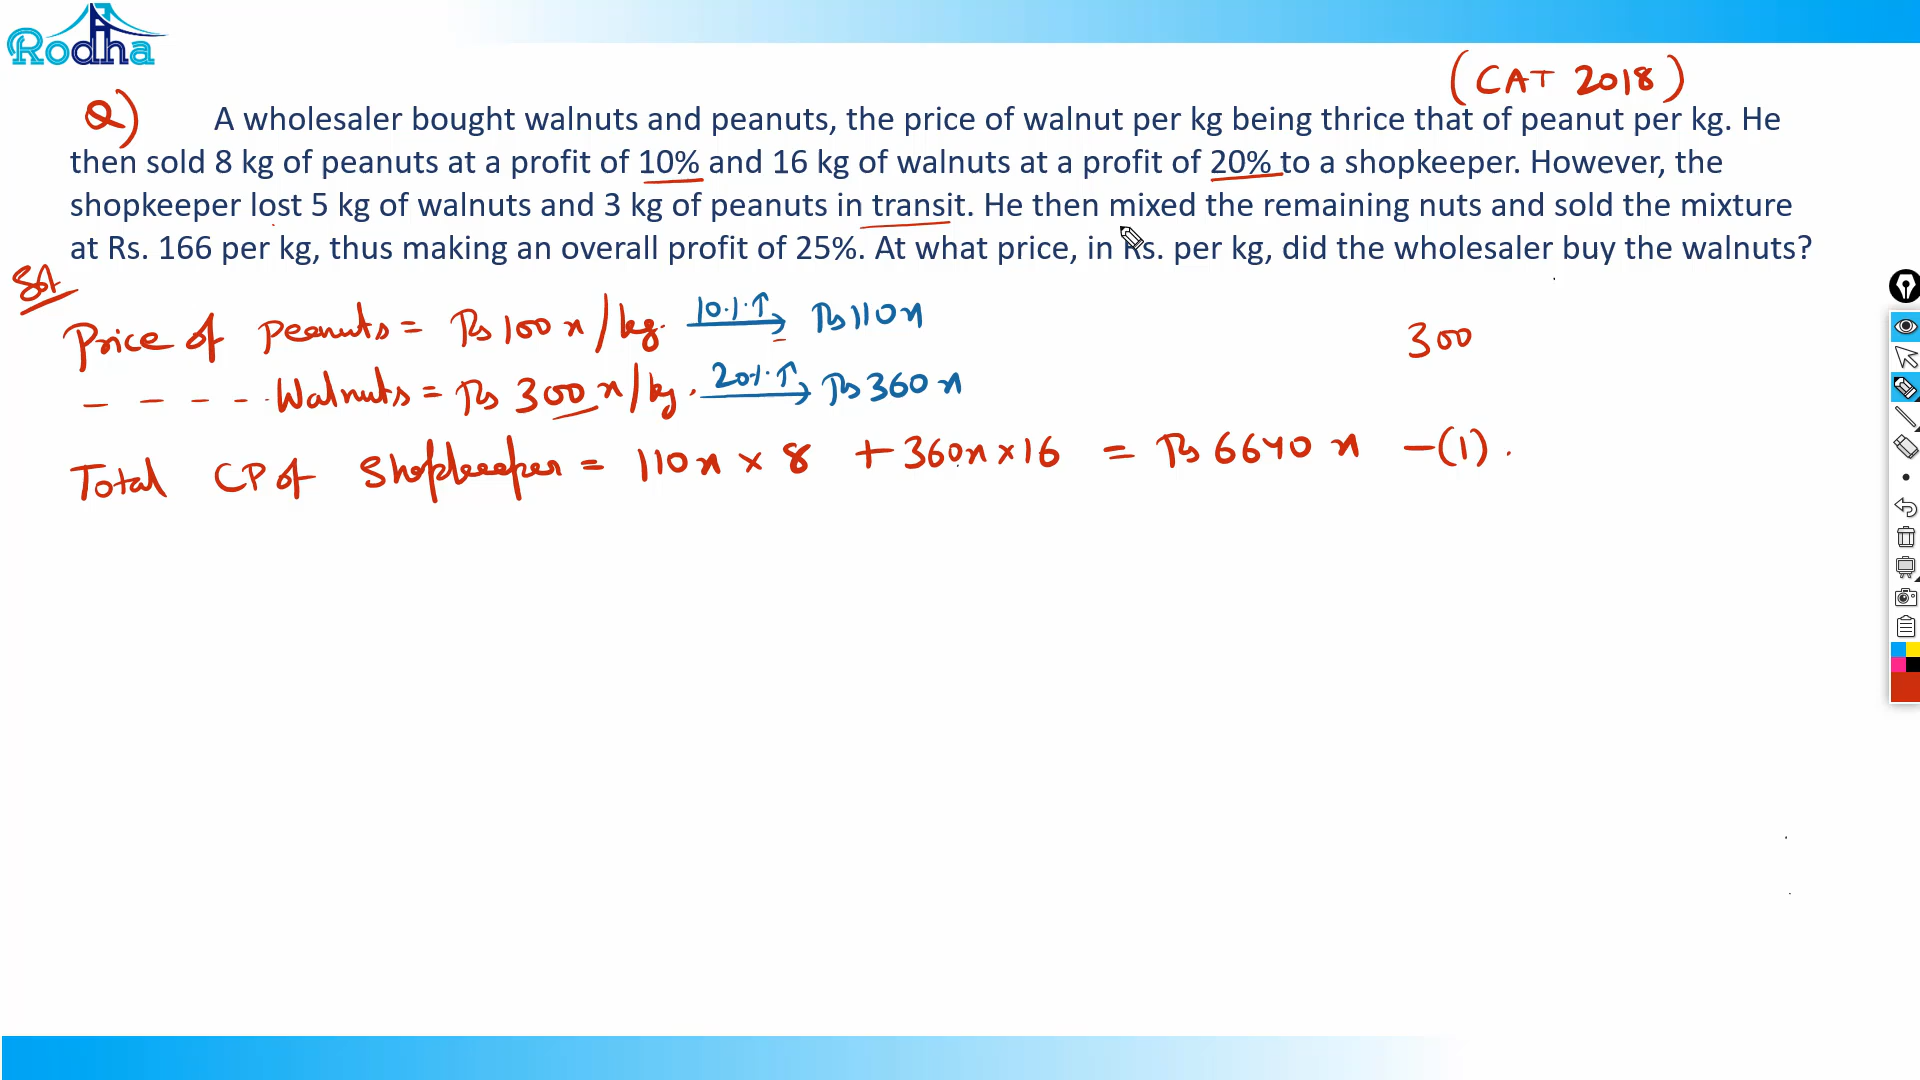 Rodha
(CAT 2018)
Q) A wholesaler bought walnuts and peanuts, the price of walnut per kg being thrice that of peanut per kg. He
then sold 8 kg of peanuts at a profit of 10% and 16 kg of walnuts at a profit of 20% to a shopkeeper. However, the
shopkeeper lost 5 kg of walnuts and 3 kg of peanuts in transit. He then mixed the remaining nuts and sold the mixture
at Rs. 166 per kg, thus making an overall profit of 25%. At what price, in Rs. per kg, did the wholesaler buy the walnuts?
Sol
Price of peanuts = Rs 100 x/kg. 10%↑ → Rs 110x
300
- - - - - Walnuts = Rs 300 x/kg. 20%↑ → Rs 360 x
Total CP of Shopkeeper = 110x × 8 + 360x × 16 = Rs 6640 x -(1).